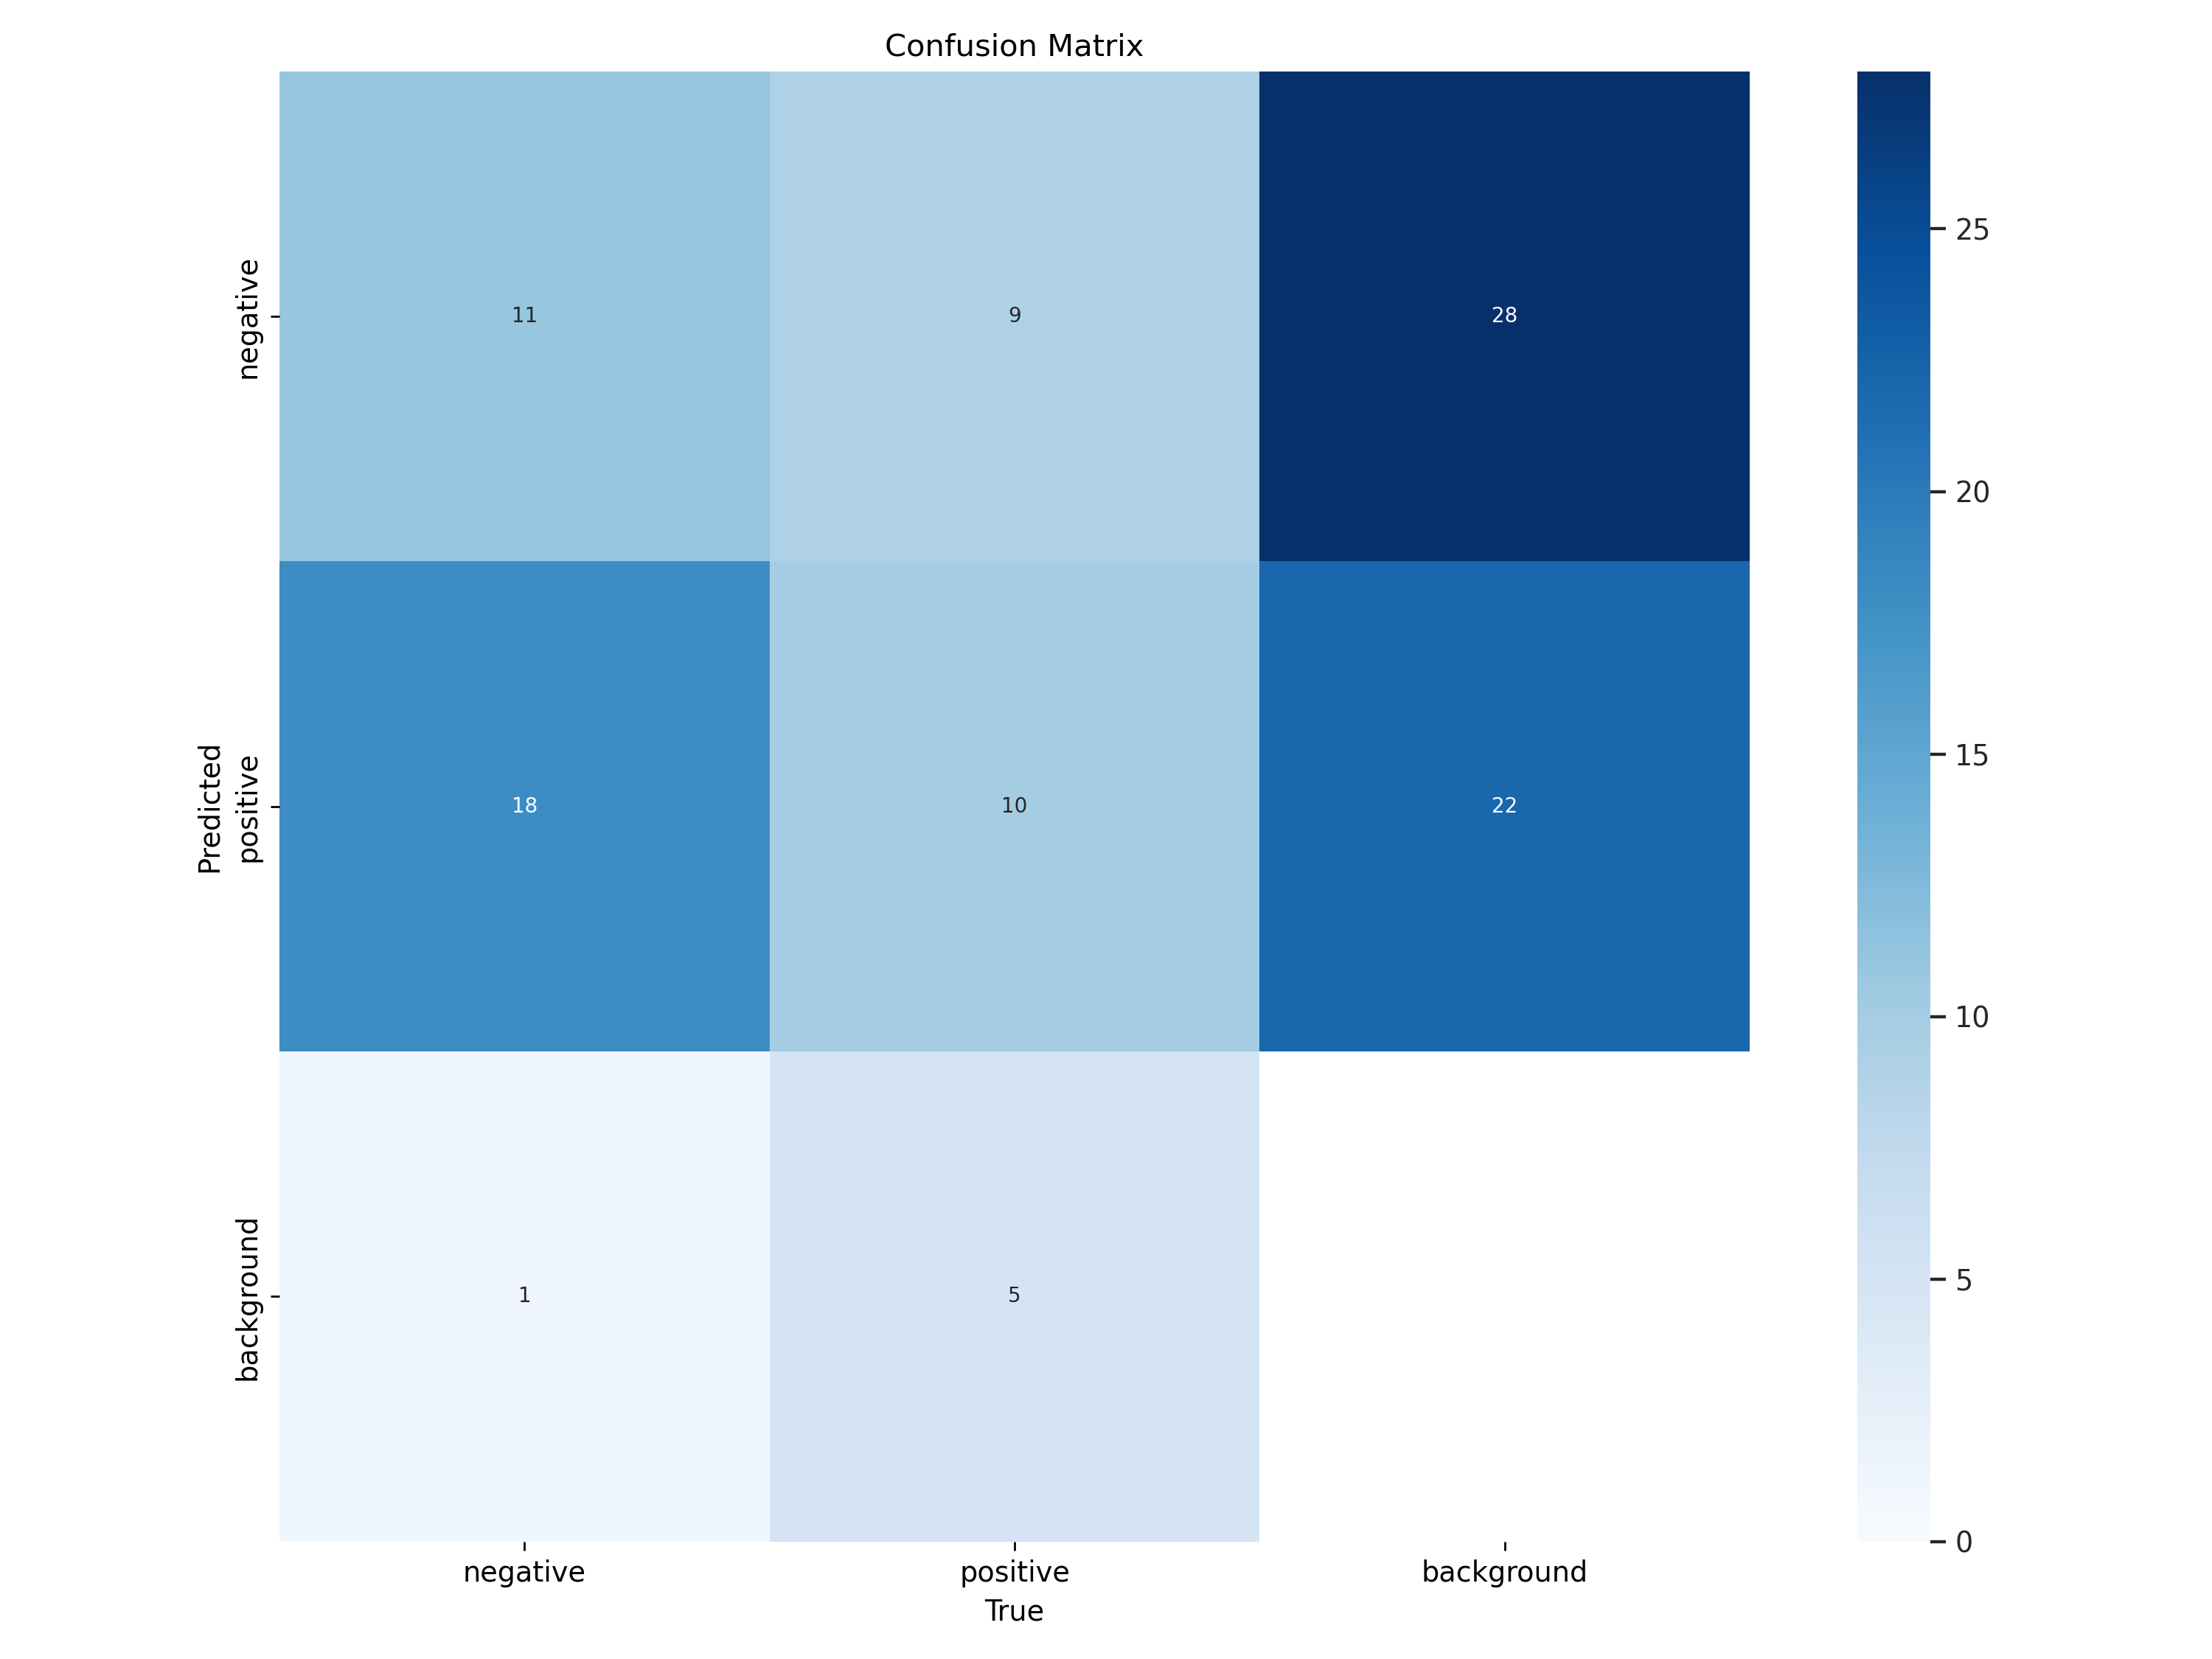 Confusion Matrix
negative
11
9
28
25
20
15
10
5
0
Predicted
positive
18
10
22
background
1
5
negative
positive
background
True